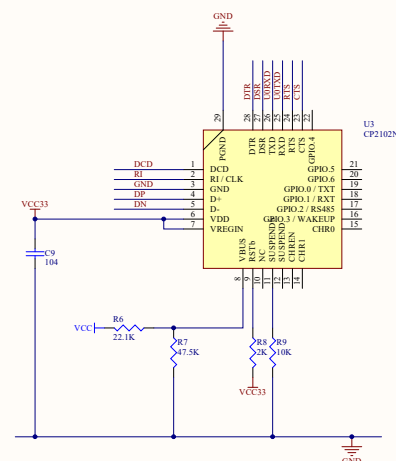 GND
DTR
DSR
U0RXD
U0TXD
RTS
CTS
29
28
27
26
25
24
23
22
U3
CP2102N
PGND
DTR
DSR
TXD
RXD
RTS
CTS
GPIO.4
DCD 1 DCD
RI 2 RI / CLK
GND 3 GND
DP 4 D+
DN 5 D-
6 VDD
7 VREGIN
GPIO.5 21
GPIO.6 20
GPIO.0 / TXT 19
GPIO.1 / RXT 18
GPIO.2 / RS485 17
GPIO.3 / WAKEUP 16
CHR0 15
VCC33
C9
104
VBUS
RSTb
NC
SUSPEND
CHREN
CHR1
8
9
10
11
12
13
14
VCC
R6
22.1K
R7
47.5K
R8
2K
R9
10K
VCC33
GND